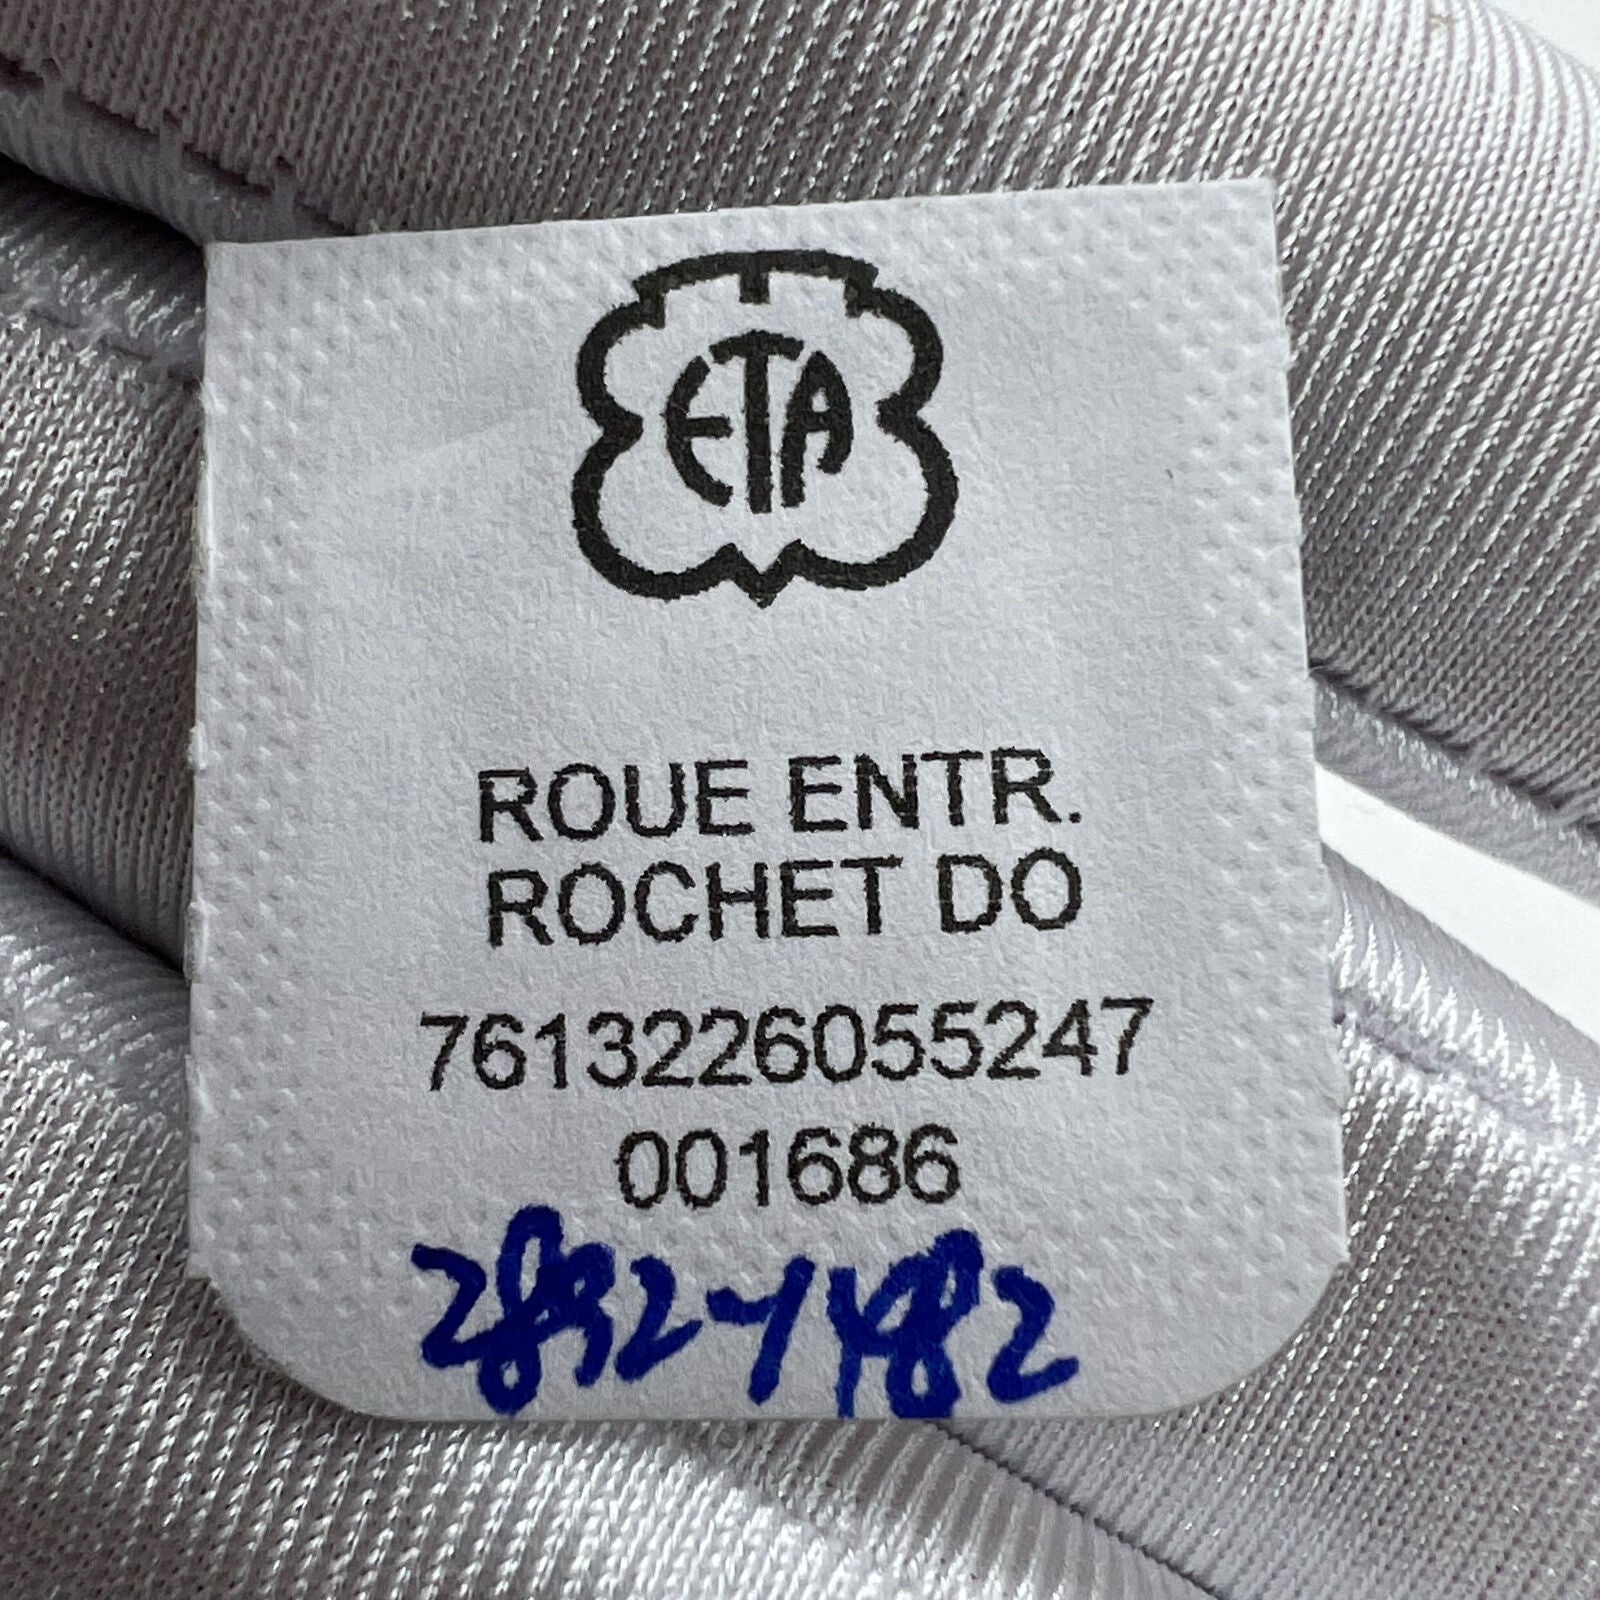 ETA
ROUE ENTR.
ROCHET DO
7613226055247
001686
2892-1482